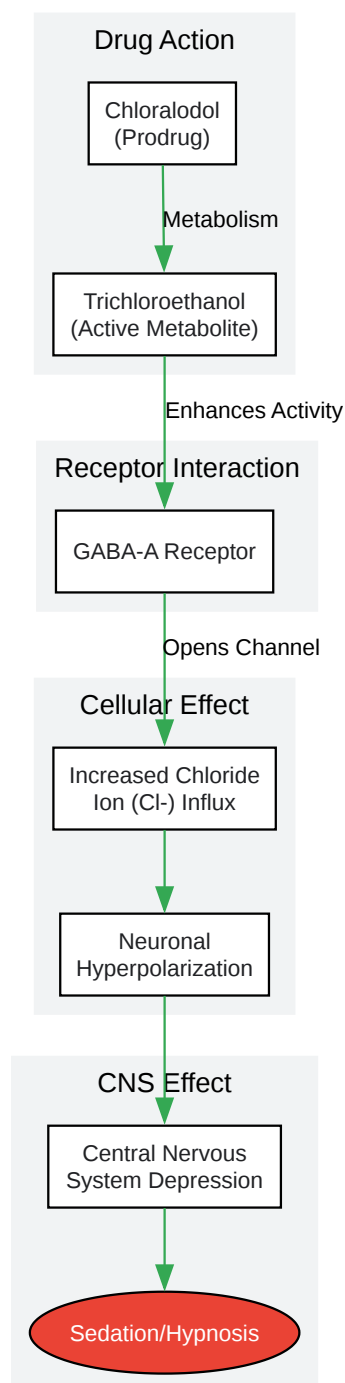 Drug Action
Chloralodol
(Prodrug)
Metabolism
Trichloroethanol
(Active Metabolite)
Enhances Activity
Receptor Interaction
GABA-A Receptor
Opens Channel
Cellular Effect
Increased Chloride
Ion (Cl-) Influx
Neuronal
Hyperpolarization
CNS Effect
Central Nervous
System Depression
Sedation/Hypnosis